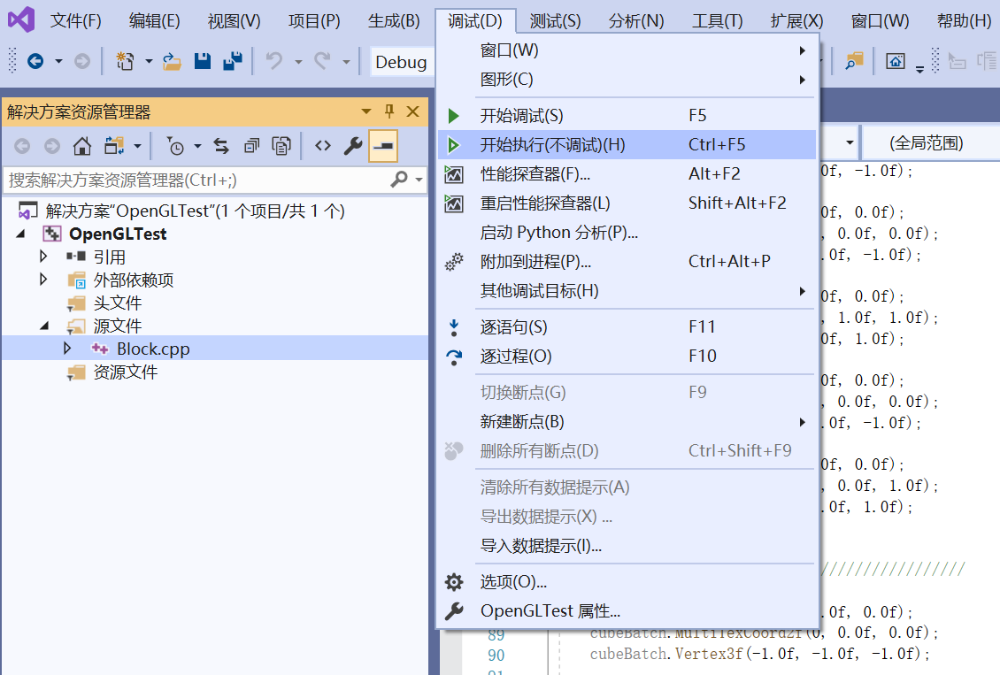 文件(F) 编辑(E) 视图(V) 项目(P) 生成(B) 调试(D) 测试(S) 分析(N) 工具(T) 扩展(X) 窗口(W) 帮助(H)
Debug
解决方案资源管理器
搜索解决方案资源管理器(Ctrl+;)
解决方案"OpenGLTest"(1 个项目/共 1 个)
OpenGLTest
引用
外部依赖项
头文件
源文件
Block.cpp
资源文件
窗口(W)
图形(C)
开始调试(S) F5
开始执行(不调试)(H) Ctrl+F5
性能探查器(F)... Alt+F2
重启性能探查器(L) Shift+Alt+F2
启动 Python 分析(P)...
附加到进程(P)... Ctrl+Alt+P
其他调试目标(H)
逐语句(S) F11
逐过程(O) F10
切换断点(G) F9
新建断点(B)
删除所有断点(D) Ctrl+Shift+F9
清除所有数据提示(A)
导出数据提示(X) ...
导入数据提示(I)...
选项(O)...
OpenGLTest 属性...
(全局范围)
0f, -1.0f);
0f, 0.0f);
, 0.0f, 0.0f);
.0f, -1.0f);
0f, 0.0f);
, 1.0f, 1.0f);
0f, 1.0f);
0f, 0.0f);
, 0.0f, 0.0f);
.0f, -1.0f);
0f, 0.0f);
, 0.0f, 1.0f);
.0f, 1.0f);
/////////////////
.0f, 0.0f);
89 cubeBatch.MultiTexCoord2f(0, 0.0f, 0.0f);
90 cubeBatch.Vertex3f(-1.0f, -1.0f, -1.0f);
91